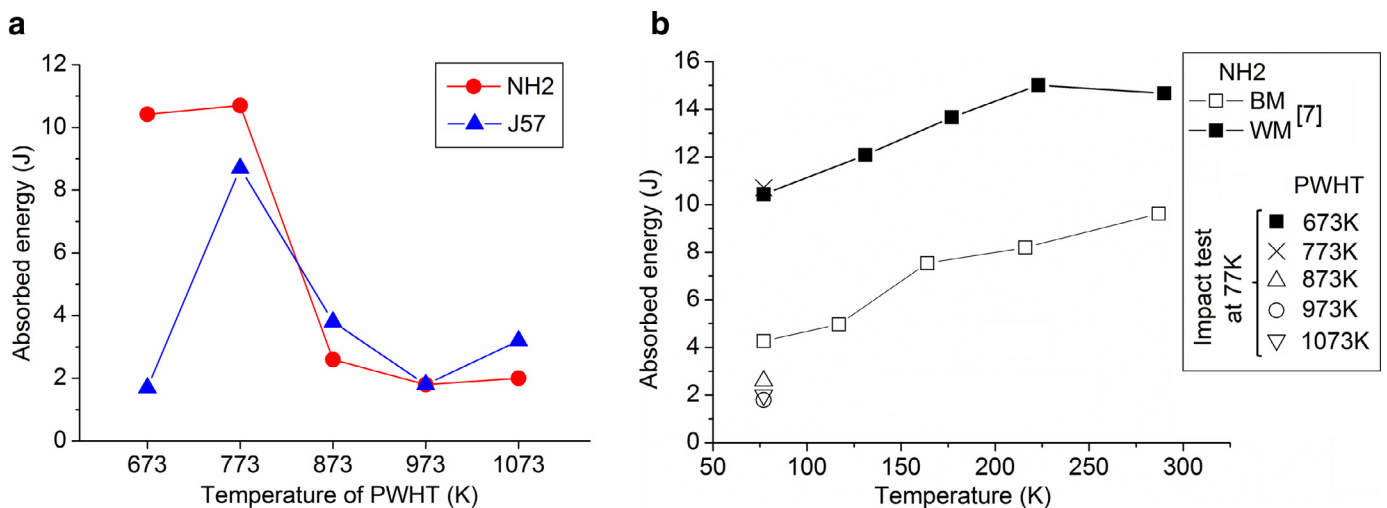 a
12
10
8
6
4
2
0
Absorbed energy (J)
NH2
J57
673 773 873 973 1073
Temperature of PWHT (K)
b
16
14
12
10
8
6
4
2
0
Absorbed energy (J)
50 100 150 200 250 300
Temperature (K)
NH2
BM
WM [7]
PWHT
Impact test
at 77K
673K
773K
873K
973K
1073K